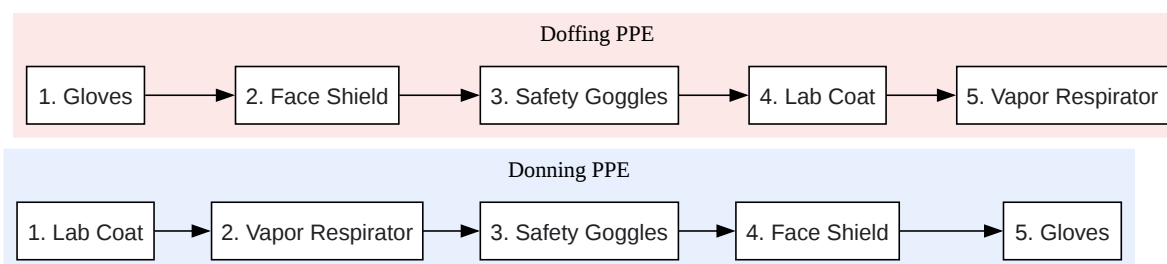 Doffing PPE
1. Gloves
2. Face Shield
3. Safety Goggles
4. Lab Coat
5. Vapor Respirator
Donning PPE
1. Lab Coat
2. Vapor Respirator
3. Safety Goggles
4. Face Shield
5. Gloves